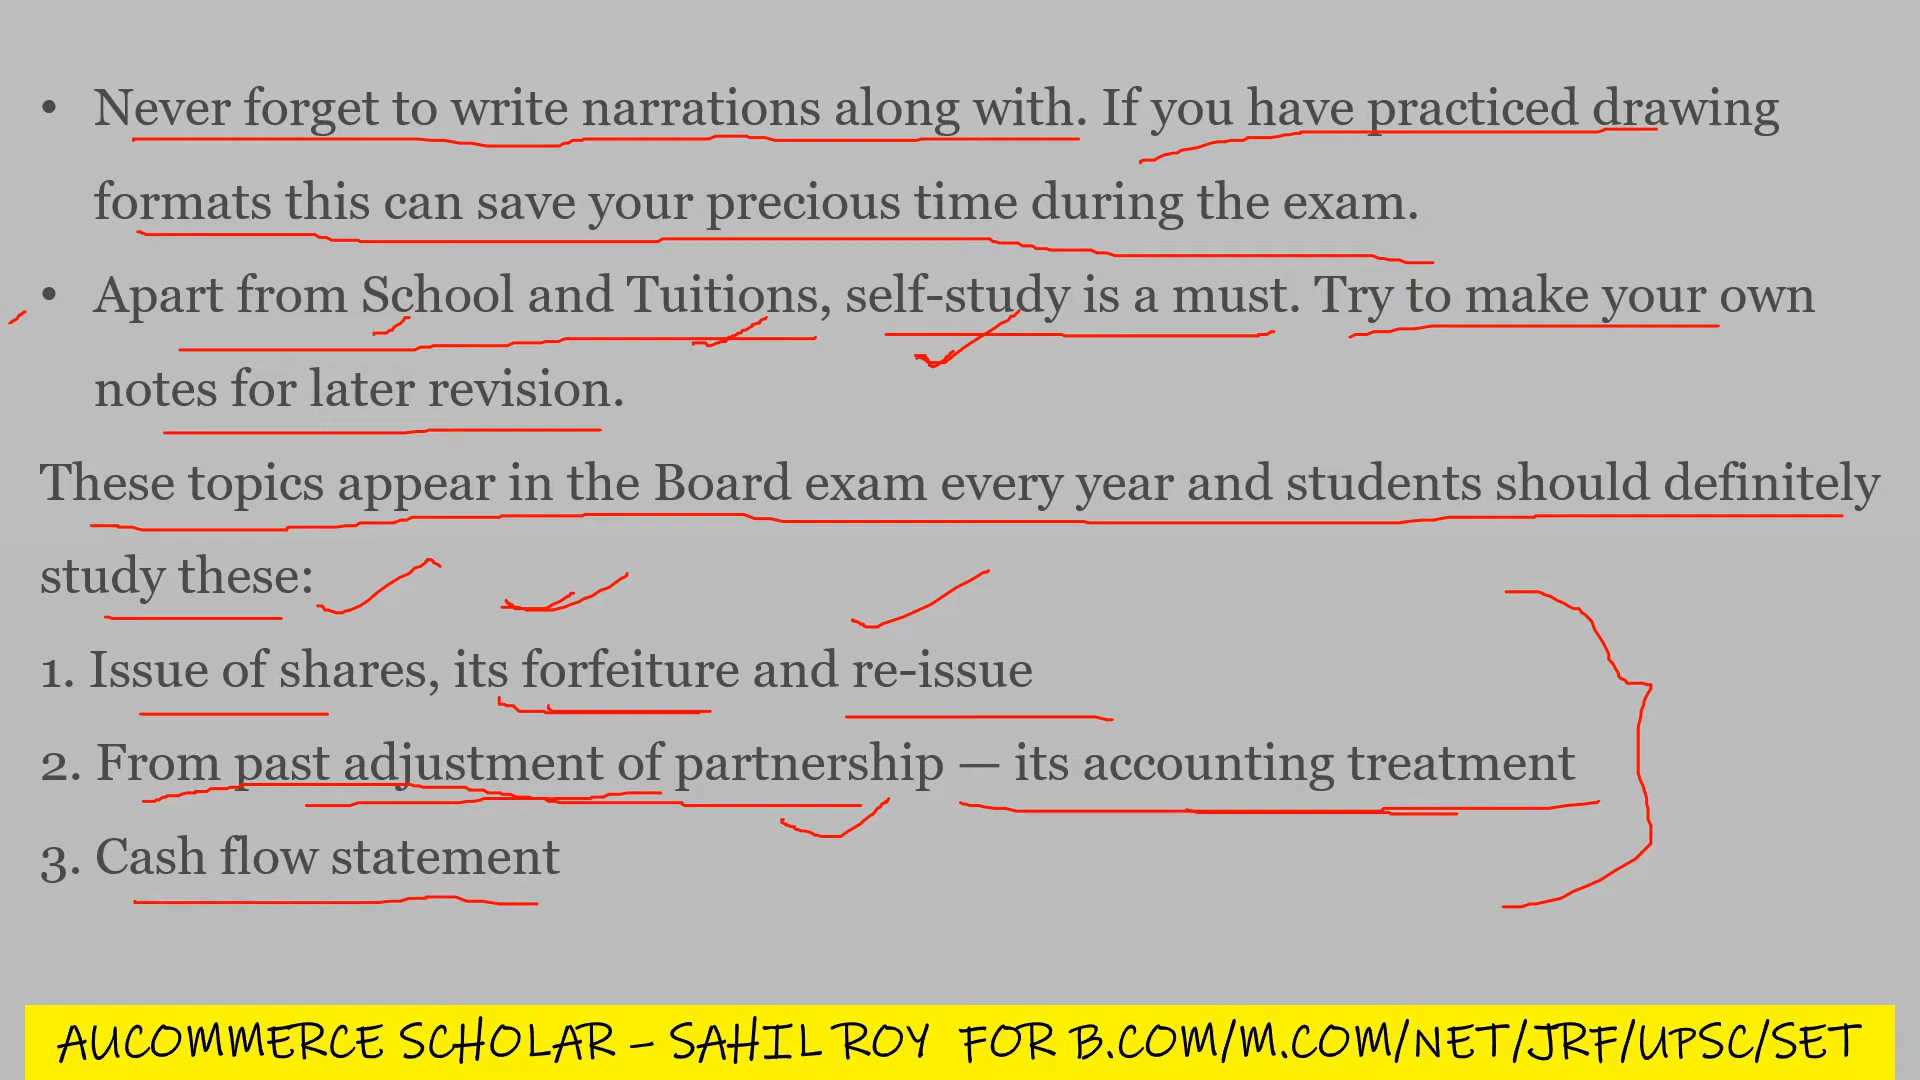 • Never forget to write narrations along with. If you have practiced drawing
formats this can save your precious time during the exam.
• Apart from School and Tuitions, self-study is a must. Try to make your own
notes for later revision.
These topics appear in the Board exam every year and students should definitely
study these:
1. Issue of shares, its forfeiture and re-issue
2. From past adjustment of partnership — its accounting treatment
3. Cash flow statement
AUCOMMERCE SCHOLAR – SAHIL ROY FOR B.COM/M.COM/NET/JRF/UPSC/SET